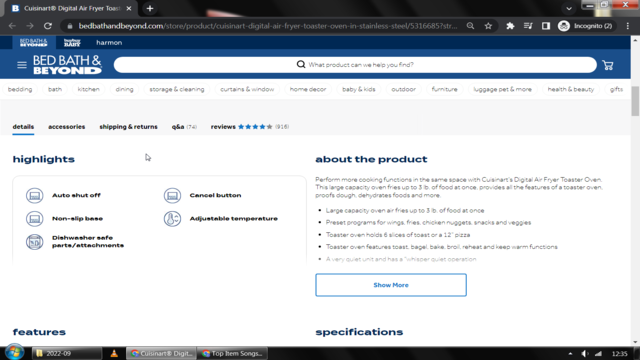 Cuisinart® Digital Air Fryer Toast
bedbathandbeyond.com/store/product/cuisinart-digital-air-fryer-toaster-oven-in-stainless-steel/5316685?str...
Incognito (2)
BED BATH & BEYOND
buybuy BABY
harmon
BED BATH &
BEYOND
What product can we help you find?
bedding
bath
kitchen
dining
storage & cleaning
curtains & window
home decor
baby & kids
outdoor
furniture
luggage pet & more
health & beauty
gifts
details
accessories
shipping & returns
q&a (74)
reviews
(918)
highlights
Auto shut off
Cancel button
Non-slip base
Adjustable temperature
Dishwasher safe
parts/attachments
about the product
Perform more cooking functions in the same space with Cuisinart's Digital Air Fryer Toaster Oven.
This large capacity oven fries up to 3 lb. of food at once, provides all the features of a toaster oven,
proofs dough, dehydrates foods and more.
• Large capacity oven air fries up to 3 lb. of food at once
• Preset programs for wings, fries, chicken nuggets, snacks and veggies
• Toaster oven holds 6 slices of toast or a 12" pizza
• Toaster oven features toast, bagel, bake, broil, reheat and keep warm functions
• A very quiet unit and has a "whisper quiet operation
Show More
features
specifications
2022-09
Cuisinart® Digit...
Top Item Songs...
12:35